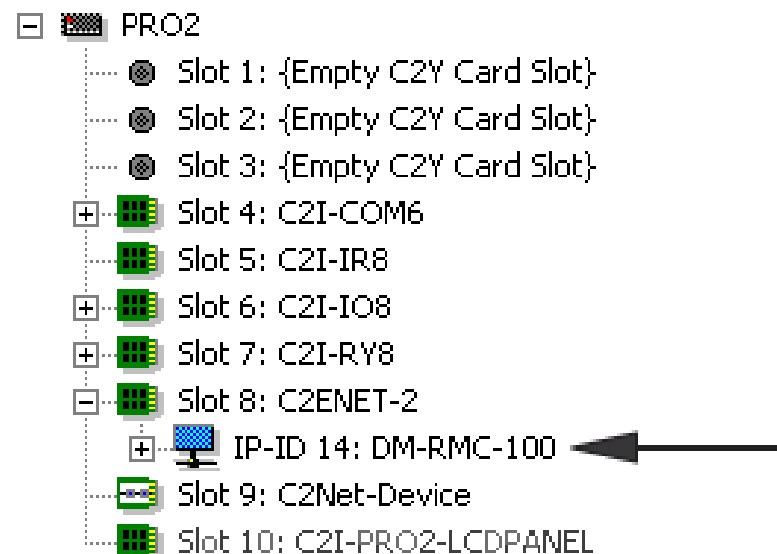 PRO2
Slot 1: {Empty C2Y Card Slot}
Slot 2: {Empty C2Y Card Slot}
Slot 3: {Empty C2Y Card Slot}
Slot 4: C2I-COM6
Slot 5: C2I-IR8
Slot 6: C2I-IO8
Slot 7: C2I-RY8
Slot 8: C2ENET-2
IP-ID 14: DM-RMC-100
Slot 9: C2Net-Device
Slot 10: C2I-PRO2-LCDPANEL